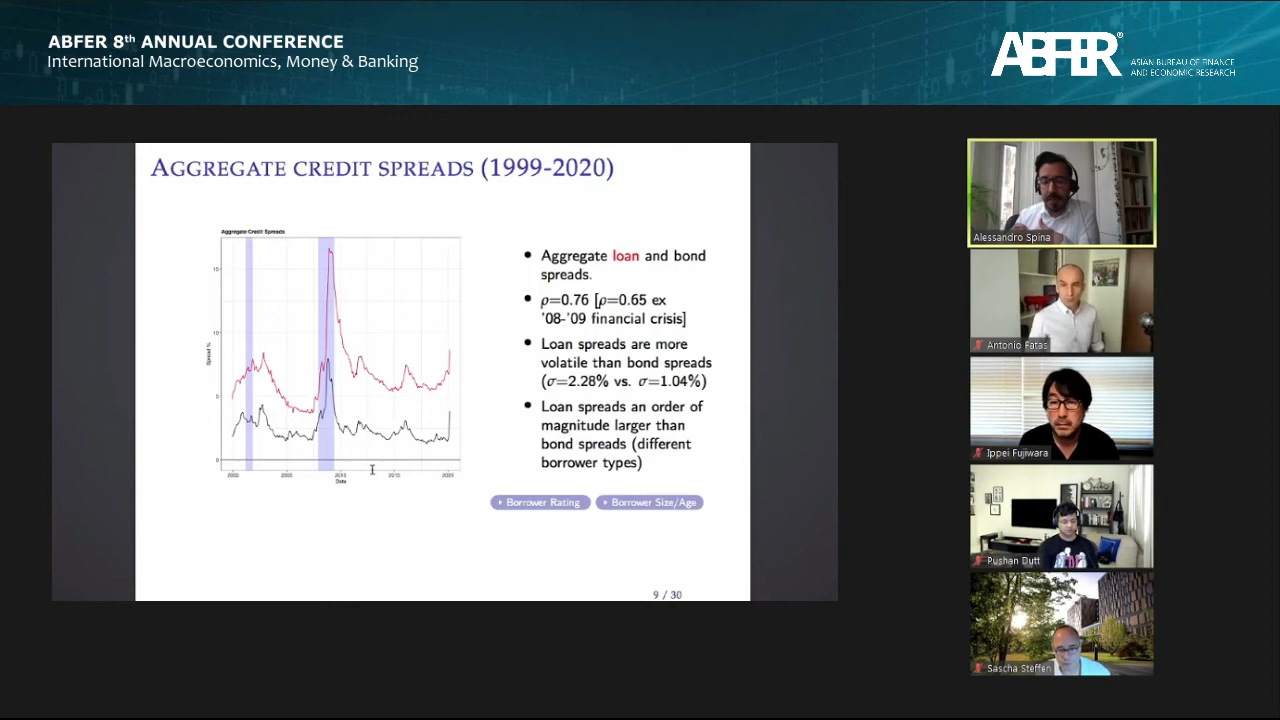 ABFER 8th ANNUAL CONFERENCE
International Macroeconomics, Money & Banking
ABFER®
ASIAN BUREAU OF FINANCE
AND ECONOMIC RESEARCH
AGGREGATE CREDIT SPREADS (1999-2020)
Aggregate Credit Spreads
Spread %
15
10
5
0
2000
2005
2010
2015
2020
Date
• Aggregate loan and bond
spreads.
• ρ=0.76 [ρ=0.65 ex
'08-'09 financial crisis]
• Loan spreads are more
volatile than bond spreads
(σ=2.28% vs. σ=1.04%)
• Loan spreads an order of
magnitude larger than
bond spreads (different
borrower types)
Borrower Rating
Borrower Size/Age
9 / 30
Alessandro Spina
Antonio Fatas
Ippei Fujiwara
Pushan Dutt
Sascha Steffen